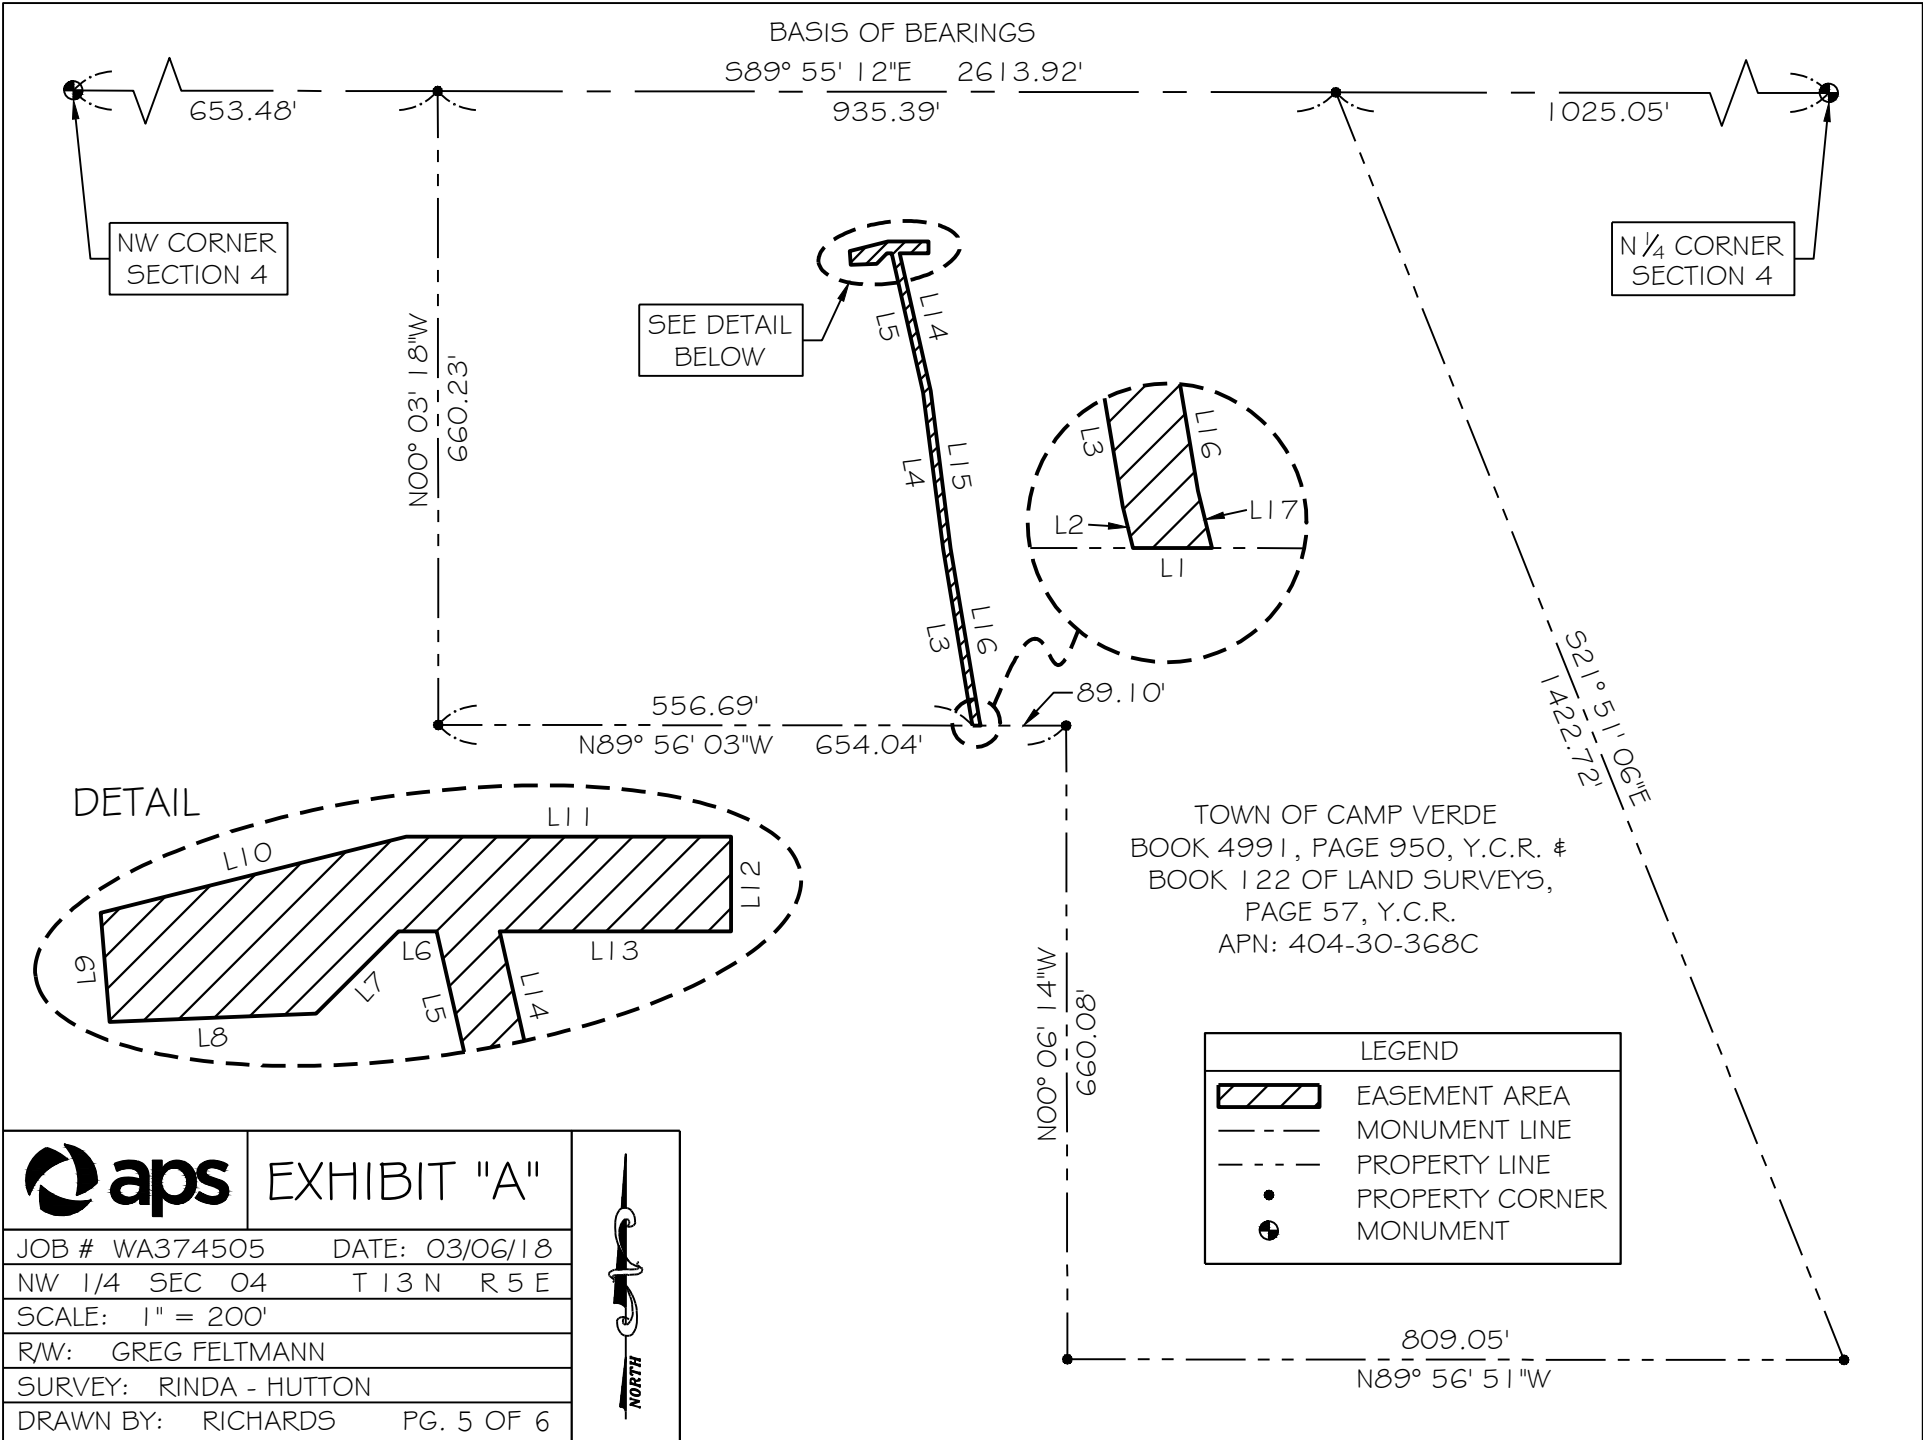 BASIS OF BEARINGS
S89° 55' 12"E 2613.92'
653.48'
935.39'
1025.05'
NW CORNER
SECTION 4
N 1/4 CORNER
SECTION 4
SEE DETAIL
BELOW
L14
L5
N00° 03' 18"W
660.23'
L15
L4
L3
L16
L2
L17
L1
L16
L3
89.10'
556.69'
N89° 56' 03"W 654.04'
S21° 51' 06"E
1422.72'
DETAIL
L11
L10
L12
L9
L6
L13
L7
L5
L14
L8
TOWN OF CAMP VERDE
BOOK 4991, PAGE 950, Y.C.R. &
BOOK 122 OF LAND SURVEYS,
PAGE 57, Y.C.R.
APN: 404-30-368C
N00° 06' 14"W
660.08'
LEGEND
EASEMENT AREA
MONUMENT LINE
PROPERTY LINE
PROPERTY CORNER
MONUMENT
809.05'
N89° 56' 51"W
aps
EXHIBIT "A"
JOB # WA374505 DATE: 03/06/18
NW 1/4 SEC 04 T 13 N R 5 E
SCALE: 1" = 200'
R/W: GREG FELTMANN
SURVEY: RINDA - HUTTON
DRAWN BY: RICHARDS PG. 5 OF 6
NORTH